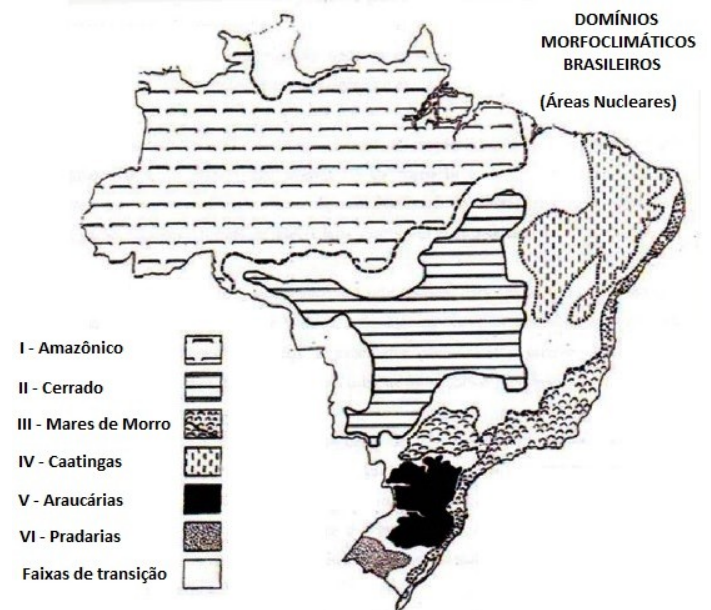 DOMÍNIOS
MORFOCLIMÁTICOS
BRASILEIROS
(Áreas Nucleares)
I - Amazônico
II - Cerrado
III - Mares de Morro
IV - Caatingas
V - Araucárias
VI - Pradarias
Faixas de transição